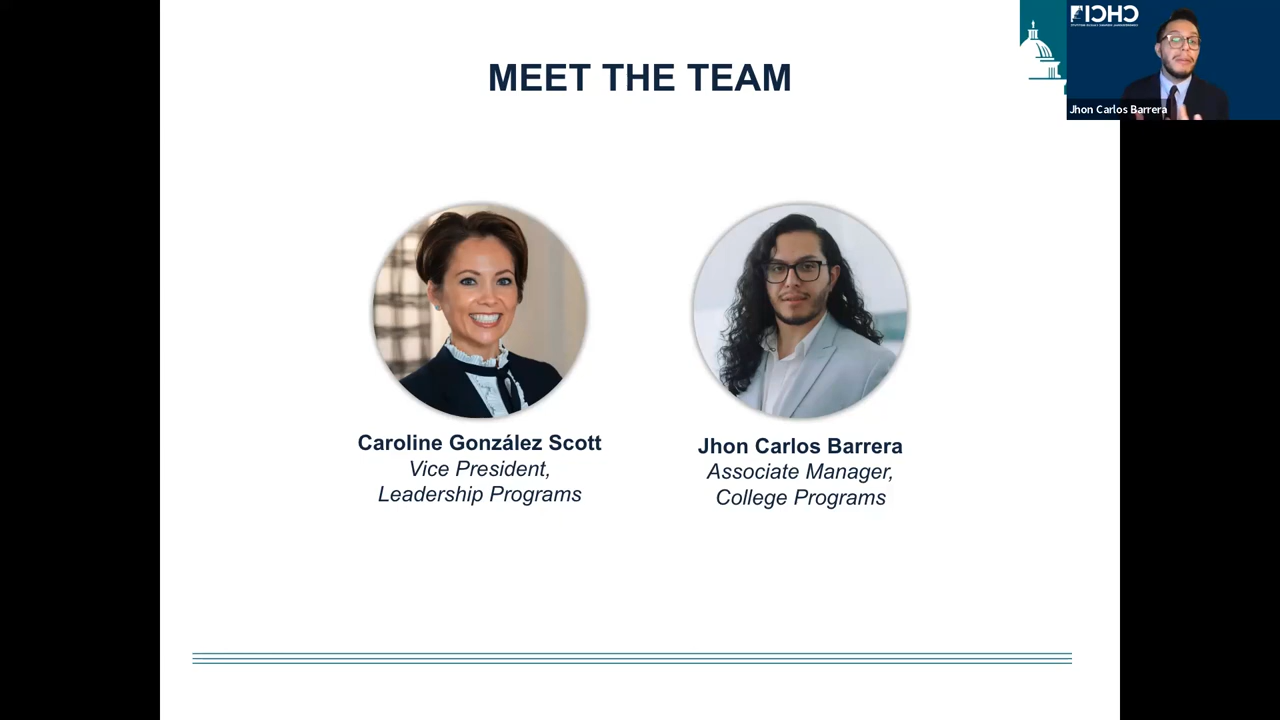 MEET THE TEAM
CHCI
Jhon Carlos Barrera
Caroline González Scott
Vice President,
Leadership Programs
Jhon Carlos Barrera
Associate Manager,
College Programs